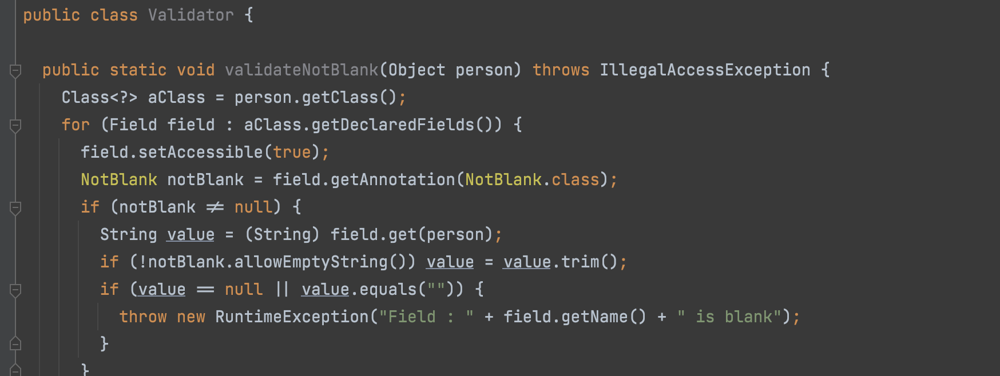 public class Validator {
public static void validateNotBlank(Object person) throws IllegalAccessException {
Class<?> aClass = person.getClass();
for (Field field : aClass.getDeclaredFields()) {
field.setAccessible(true);
NotBlank notBlank = field.getAnnotation(NotBlank.class);
if (notBlank != null) {
String value = (String) field.get(person);
if (!notBlank.allowEmptyString()) value = value.trim();
if (value == null || value.equals("")) {
throw new RuntimeException("Field : " + field.getName() + " is blank");
}
}